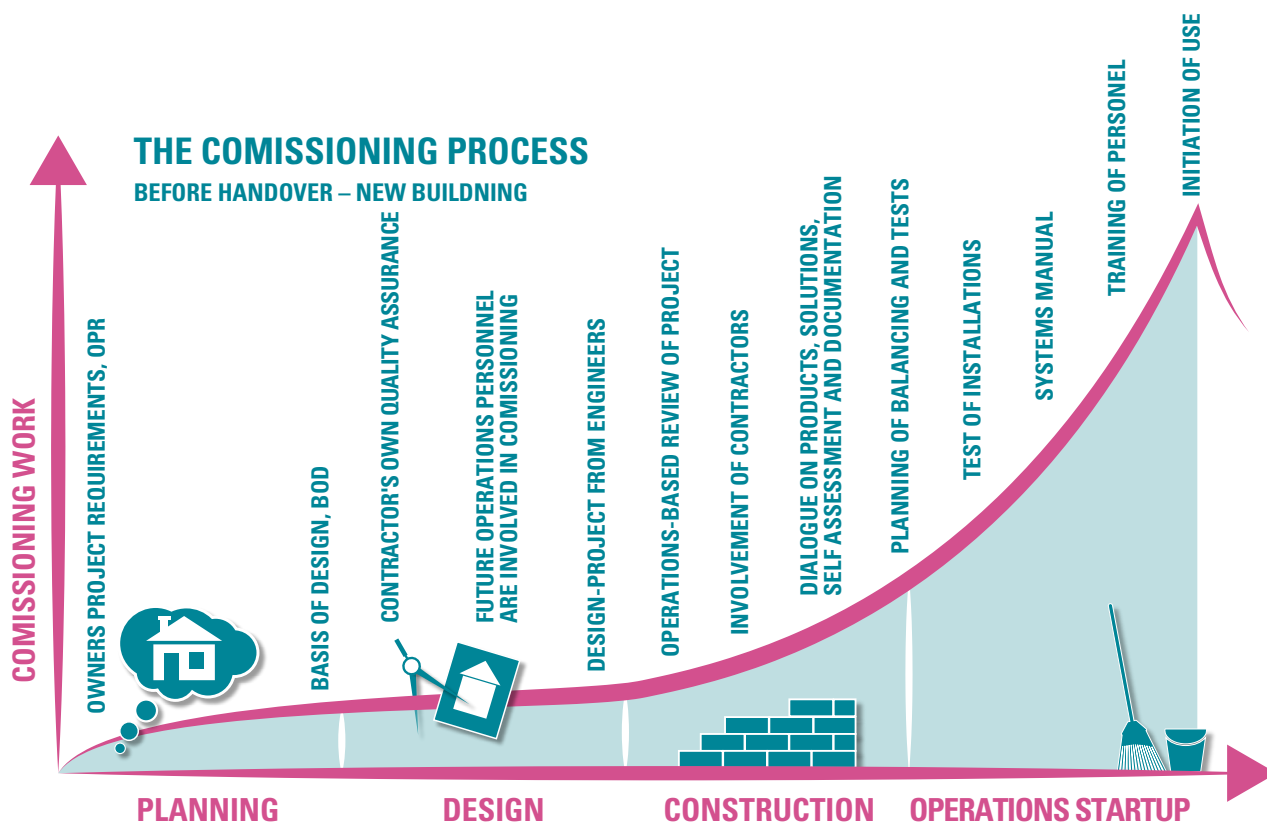 THE COMISSIONING PROCESS
BEFORE HANDOVER – NEW BUILDNING
COMISSIONING WORK
OWNERS PROJECT REQUIREMENTS, OPR
BASIS OF DESIGN, BOD
CONTRACTOR'S OWN QUALITY ASSURANCE
FUTURE OPERATIONS PERSONNEL
ARE INVOLVED IN COMISSIONING
DESIGN-PROJECT FROM ENGINEERS
OPERATIONS-BASED REVIEW OF PROJECT
INVOLVEMENT OF CONTRACTORS
DIALOGUE ON PRODUCTS, SOLUTIONS,
SELF ASSESSMENT AND DOCUMENTATION
PLANNING OF BALANCING AND TESTS
TEST OF INSTALLATIONS
SYSTEMS MANUAL
TRAINING OF PERSONEL
INITIATION OF USE
PLANNING
DESIGN
CONSTRUCTION
OPERATIONS STARTUP